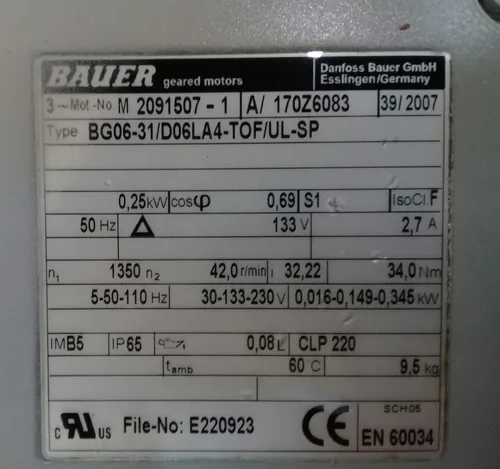 BAUER geared motors Danfoss Bauer GmbH
Esslingen/Germany
3~Mot.-No M 2091507-1 A/ 170Z6083 39/2007
Type BG06-31/D06LA4-TOF/UL-SP
0,25kW cosφ 0,69 S1 IsoCl. F
50 Hz Δ 133 V 2,7 A
n₁ 1350 n₂ 42,0 r/min i 32,22 34,0 Nm
5-50-110 Hz 30-133-230 V 0,016-0,149-0,345 kW
IMB5 IP65 0,08 L CLP 220
tamb 60 C 9,5 kg
c RU US File-No: E220923 CE SCH05
EN 60034